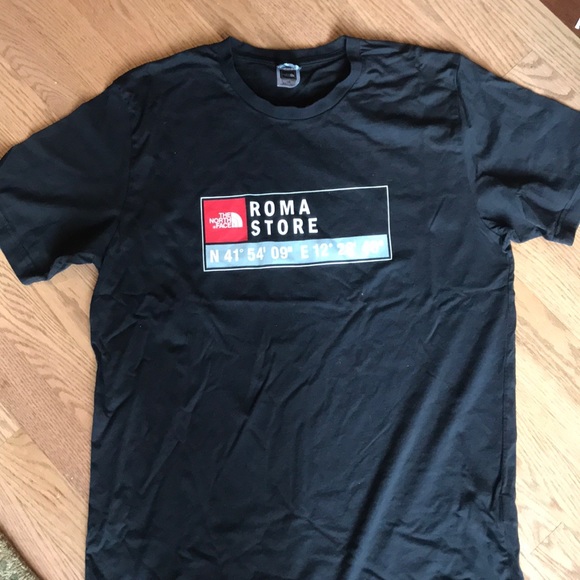 THE
NORTH
FACE
ROMA
STORE
N 41° 54' 09" E 12°